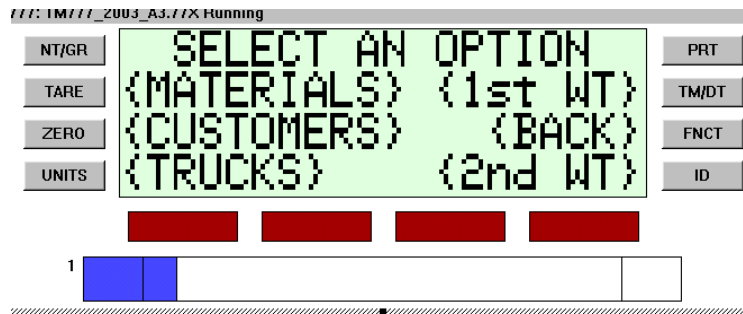 777: TM777_2003_A3.77X Running
NT/GR SELECT AN OPTION PRT
TARE {MATERIALS} {1st WT} TM/DT
ZERO {CUSTOMERS} {BACK} FNCT
UNITS {TRUCKS} {2nd WT} ID
1